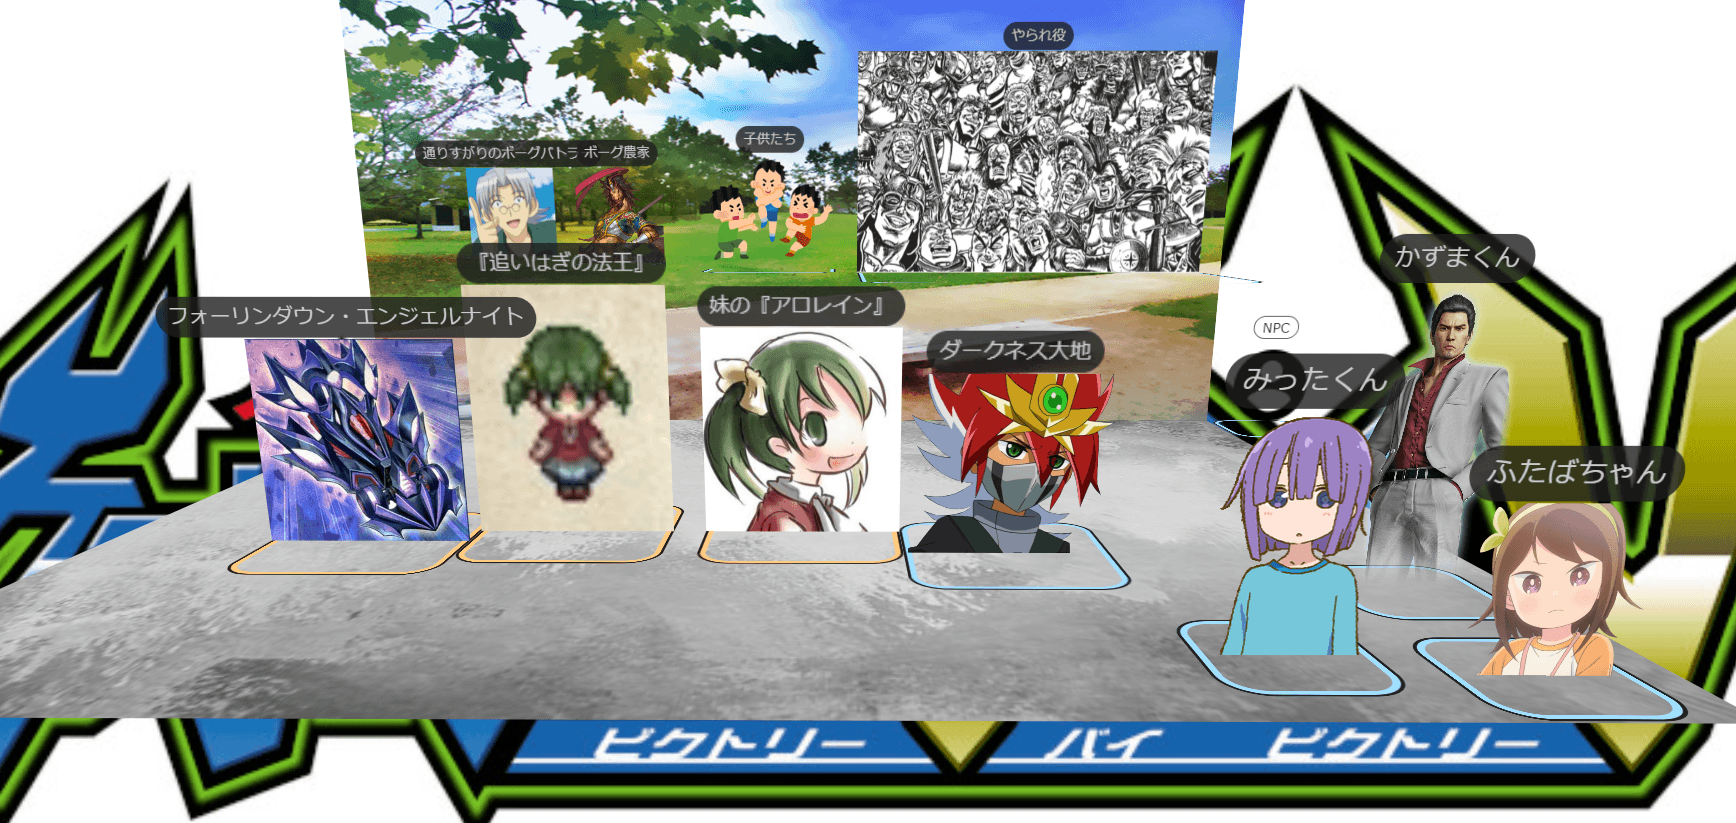 やられ役
子供たち
通りすがりのボーグバトラ ボーグ農家
『追いはぎの法王』
かずまくん
妹の『アロレイン』
フォーリンダウン・エンジェルナイト
NPC
ダークネス大地
みったくん
ふたばちゃん
ビクトリー バイ ビクトリー